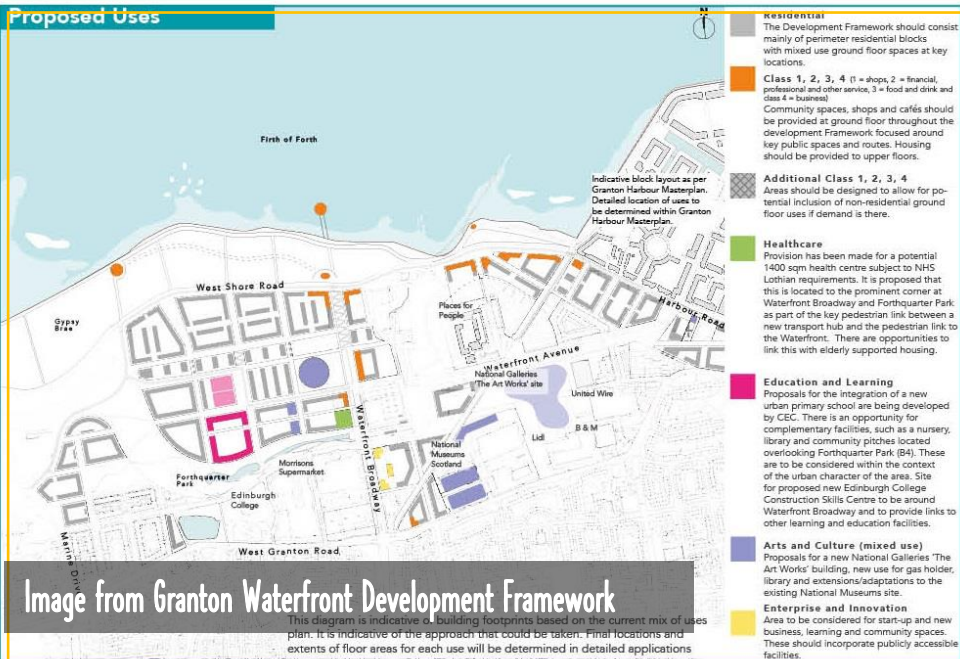 Proposed Uses
N
Firth of Forth
Indicative block layout as per
Granton Harbour Masterplan.
Detailed location of uses to
be determined within Granton
Harbour Masterplan.
West Shore Road
Gypsy
Brae
Places for
People
Harbour Road
Waterfront Avenue
National Galleries
'The Art Works' site
United Wire
B & M
Lidl
Waterfront Broadway
National
Museums
Scotland
Morrisons
Supermarket
Forthquarter
Park
Edinburgh
College
West Granton Road
Marine Drive
Image from Granton Waterfront Development Framework
This diagram is indicative of building footprints based on the current mix of uses
plan. It is indicative of the approach that could be taken. Final locations and
extents of floor areas for each use will be determined in detailed applications
Residential
The Development Framework should consist
mainly of perimeter residential blocks
with mixed use ground floor spaces at key
locations.
Class 1, 2, 3, 4 (1 = shops, 2 = financial,
professional and other service, 3 = food and drink and
class 4 = business)
Community spaces, shops and cafés should
be provided at ground floor throughout the
development Framework focused around
key public spaces and routes. Housing
should be provided to upper floors.
Additional Class 1, 2, 3, 4
Areas should be designed to allow for po-
tential inclusion of non-residential ground
floor uses if demand is there.
Healthcare
Provision has been made for a potential
1400 sqm health centre subject to NHS
Lothian requirements. It is proposed that
this is located to the prominent corner at
Waterfront Broadway and Forthquarter Park
as part of the key pedestrian link between a
new transport hub and the pedestrian link to
the Waterfront. There are opportunities to
link this with elderly supported housing.
Education and Learning
Proposals for the integration of a new
urban primary school are being developed
by CEC. There is an opportunity for
complementary facilities, such as a nursery,
library and community pitches located
overlooking Forthquarter Park (B4). These
are to be considered within the context
of the urban character of the area. Site
for proposed new Edinburgh College
Construction Skills Centre to be around
Waterfront Broadway and to provide links to
other learning and education facilities.
Arts and Culture (mixed use)
Proposals for a new National Galleries 'The
Art Works' building, new use for gas holder,
library and extensions/adaptations to the
existing National Museums site.
Enterprise and Innovation
Area to be considered for start-up and new
business, learning and community spaces.
These should incorporate publicly accessible
facilities.